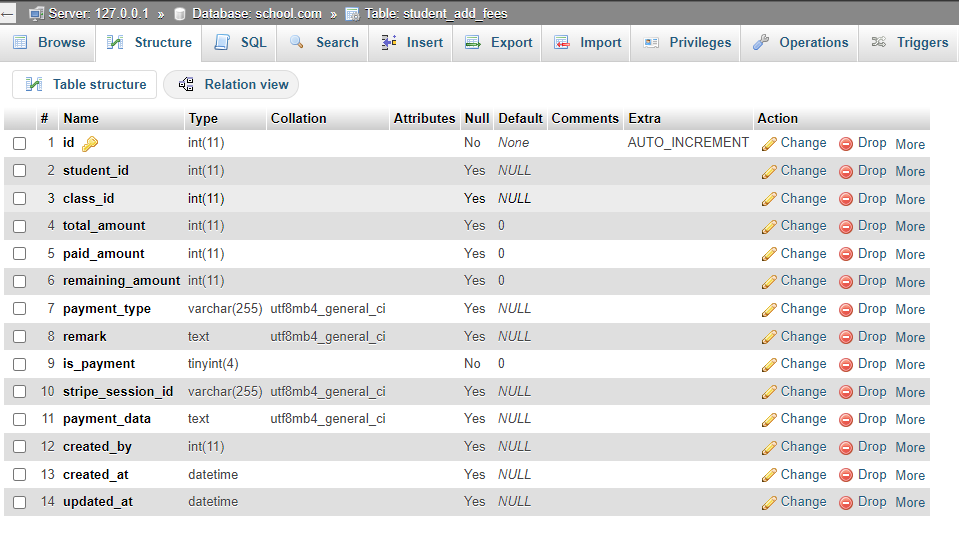 Server: 127.0.0.1 » Database: school.com » Table: student_add_fees
Browse Structure SQL Search Insert Export Import Privileges Operations Triggers
Table structure Relation view
# Name Type Collation Attributes Null Default Comments Extra Action
1 id int(11) No None AUTO_INCREMENT Change Drop More
2 student_id int(11) Yes NULL Change Drop More
3 class_id int(11) Yes NULL Change Drop More
4 total_amount int(11) Yes 0 Change Drop More
5 paid_amount int(11) Yes 0 Change Drop More
6 remaining_amount int(11) Yes 0 Change Drop More
7 payment_type varchar(255) utf8mb4_general_ci Yes NULL Change Drop More
8 remark text utf8mb4_general_ci Yes NULL Change Drop More
9 is_payment tinyint(4) No 0 Change Drop More
10 stripe_session_id varchar(255) utf8mb4_general_ci Yes NULL Change Drop More
11 payment_data text utf8mb4_general_ci Yes NULL Change Drop More
12 created_by int(11) Yes NULL Change Drop More
13 created_at datetime Yes NULL Change Drop More
14 updated_at datetime Yes NULL Change Drop More